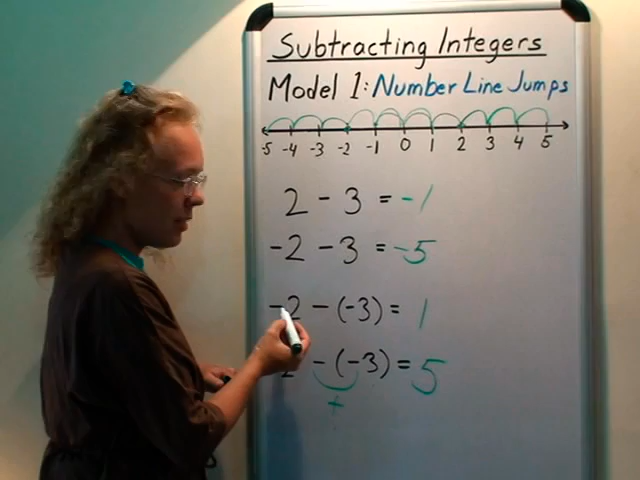 Subtracting Integers
Model 1: Number Line Jumps
-5 -4 -3 -2 -1 0 1 2 3 4 5
2 - 3 = -1
-2 - 3 = -5
-2 - (-3) = 1
2 - (-3) = 5
+